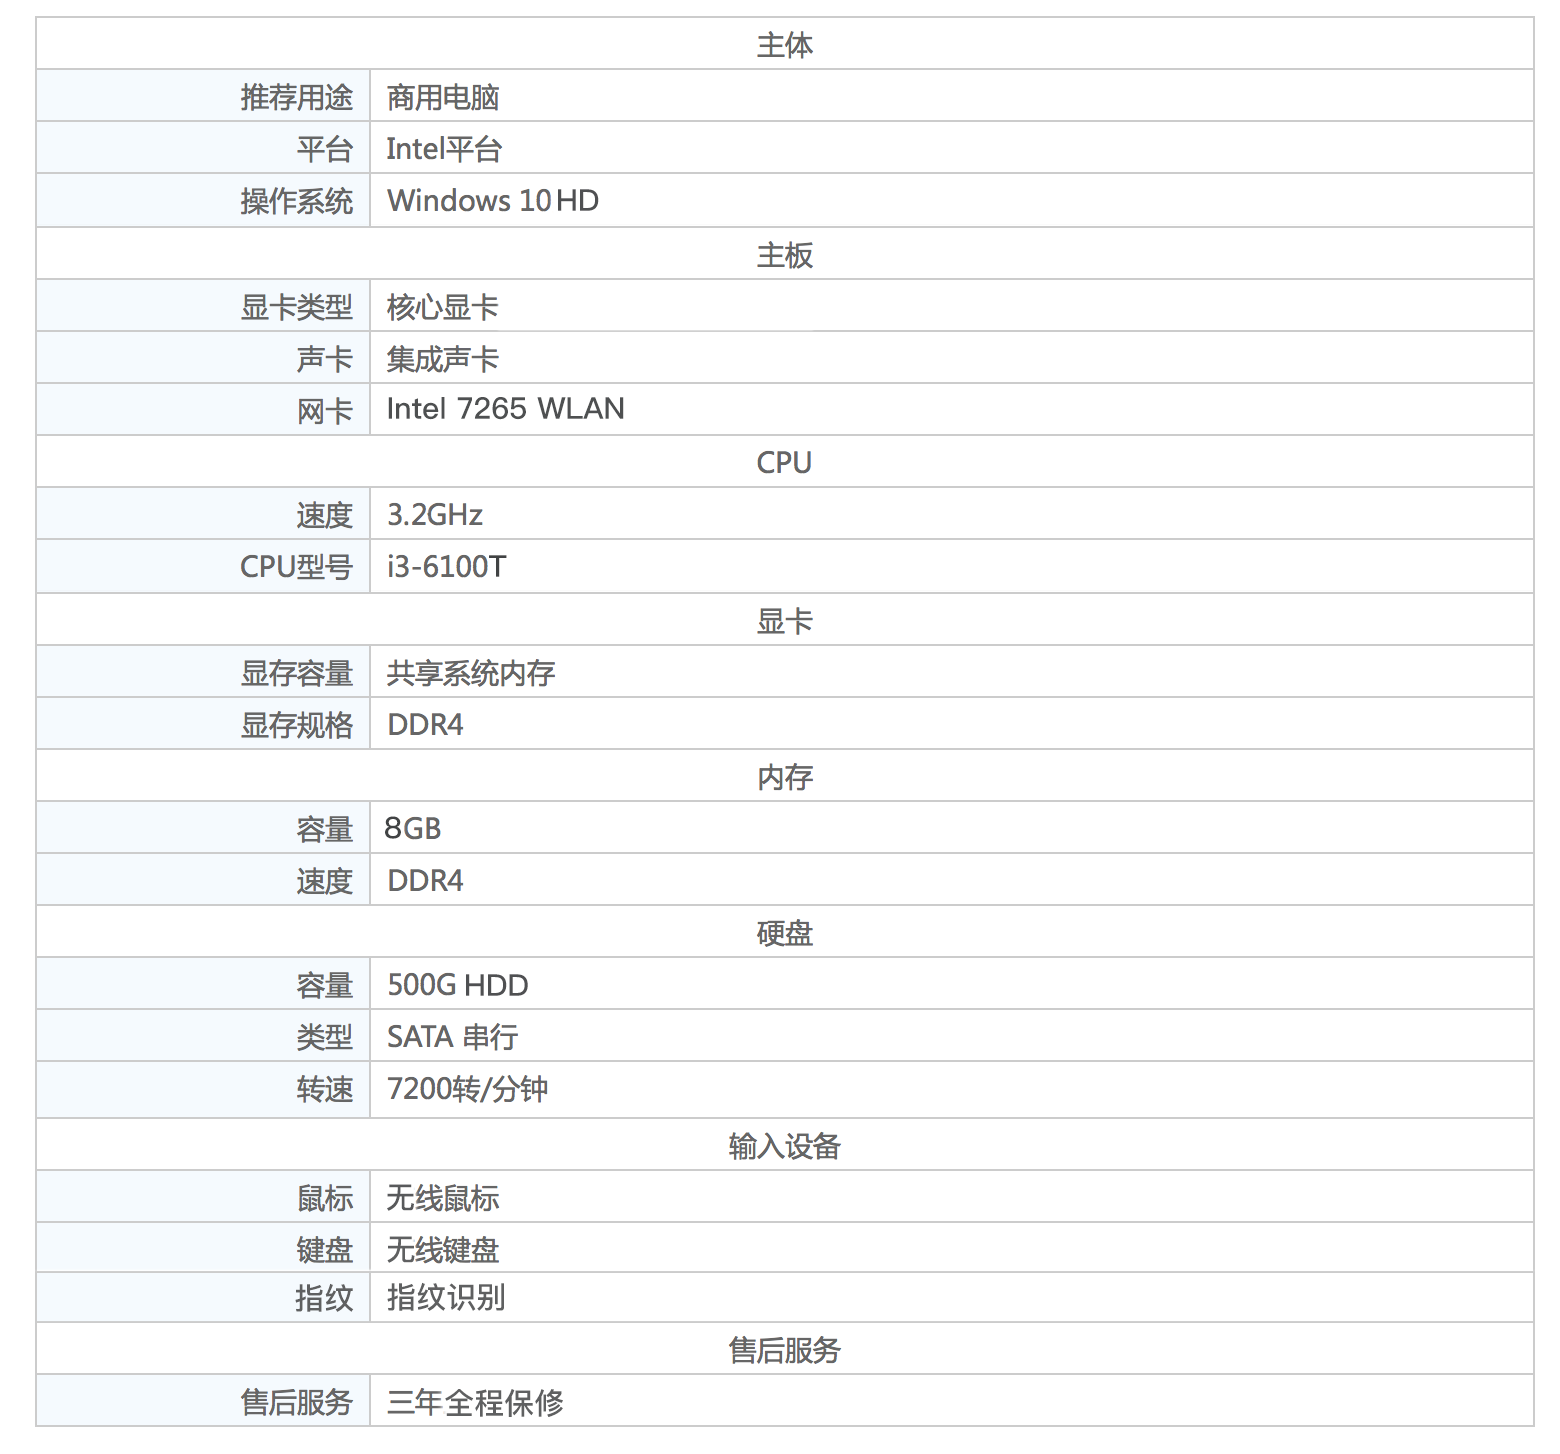 主体
推荐用途 商用电脑
平台 Intel平台
操作系统 Windows 10 HD
主板
显卡类型 核心显卡
声卡 集成声卡
网卡 Intel 7265 WLAN
CPU
速度 3.2GHz
CPU型号 i3-6100T
显卡
显存容量 共享系统内存
显存规格 DDR4
内存
容量 8GB
速度 DDR4
硬盘
容量 500G HDD
类型 SATA 串行
转速 7200转/分钟
输入设备
鼠标 无线鼠标
键盘 无线键盘
指纹 指纹识别
售后服务
售后服务 三年全程保修